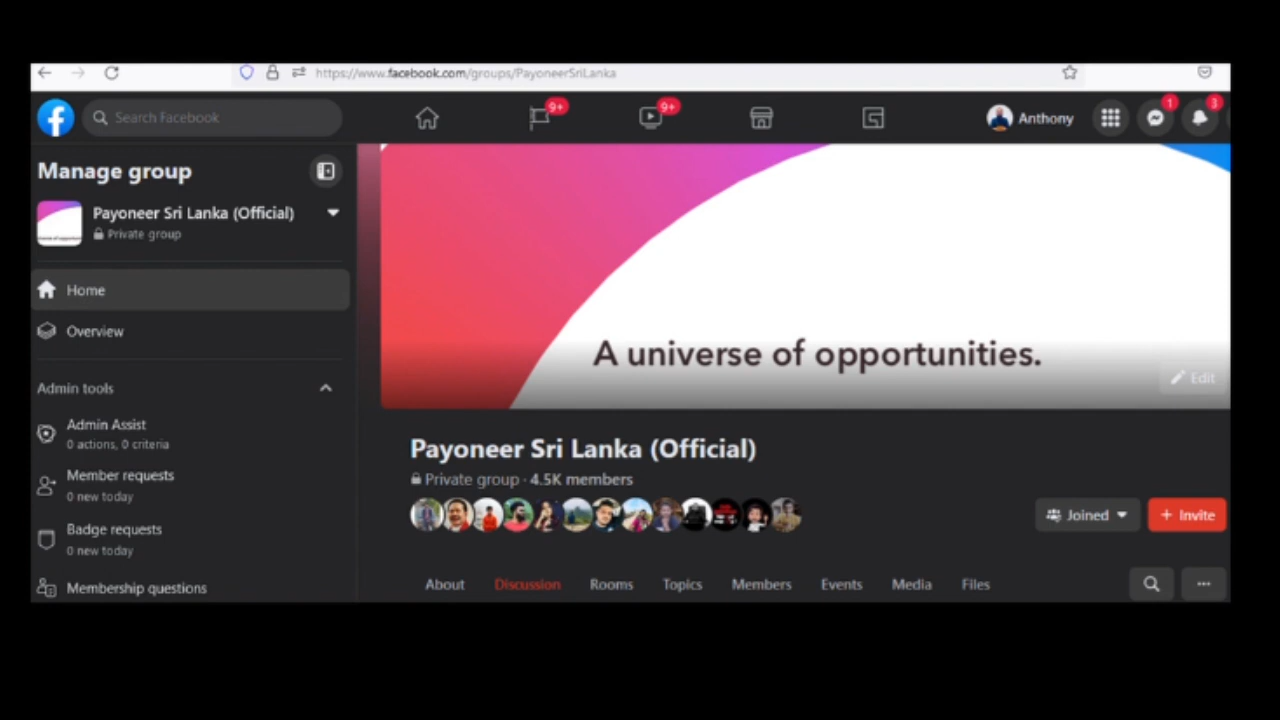 https://www.facebook.com/groups/PayoneerSriLanka
Search Facebook
9+
9+
Anthony
1
3
Manage group
Payoneer Sri Lanka (Official)
Private group
Home
Overview
Admin tools
Admin Assist
0 actions, 0 criteria
Member requests
0 new today
Badge requests
0 new today
Membership questions
A universe of opportunities.
Edit
Payoneer Sri Lanka (Official)
Private group · 4.5K members
Joined
+ Invite
About Discussion Rooms Topics Members Events Media Files